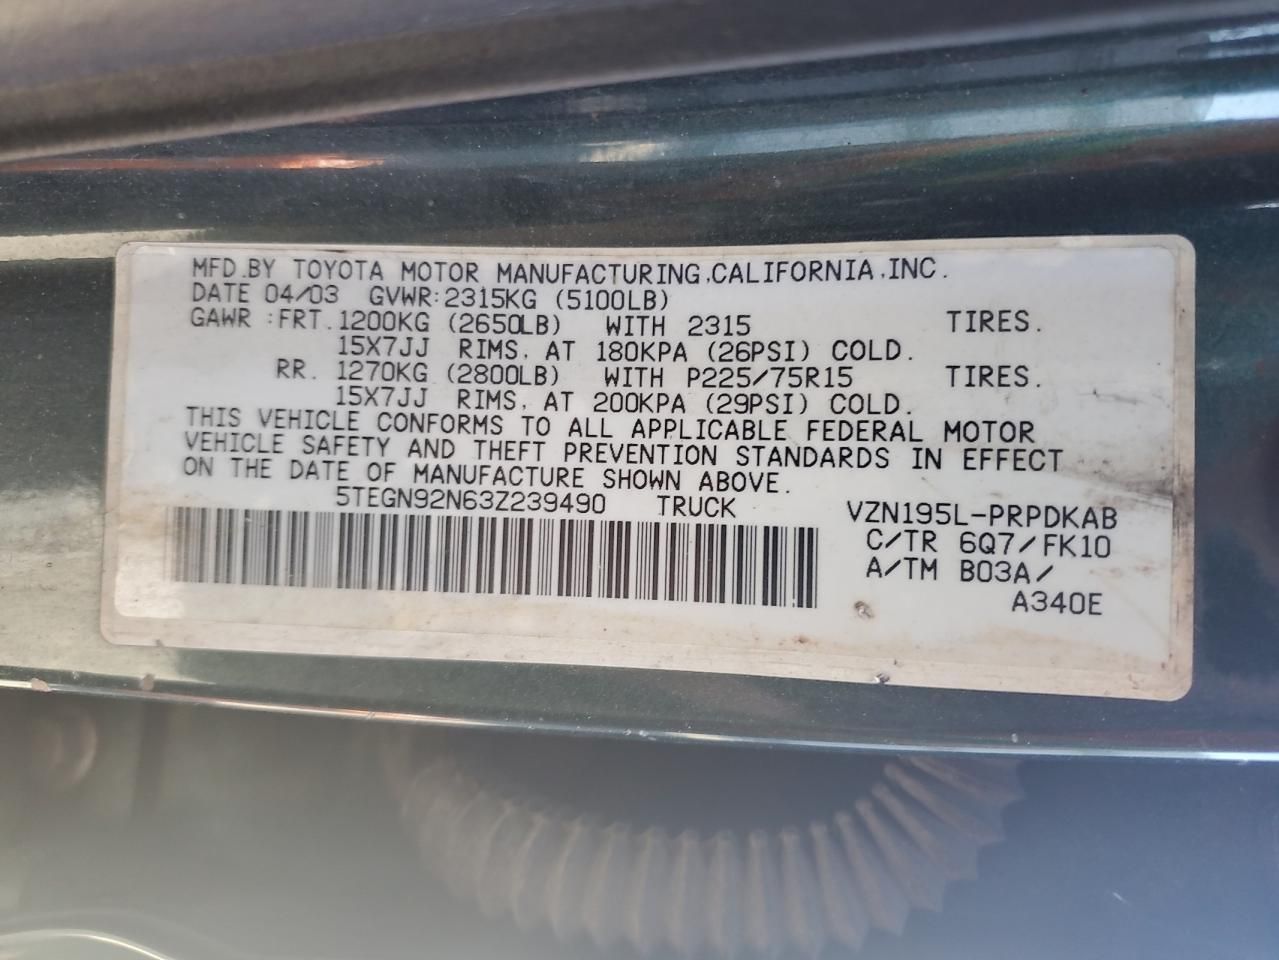 MFD.BY TOYOTA MOTOR MANUFACTURING,CALIFORNIA,INC.
DATE 04/03 GVWR:2315KG (5100LB)
GAWR :FRT. 1200KG (2650LB) WITH 2315 TIRES.
15X7JJ RIMS, AT 180KPA (26PSI) COLD.
RR. 1270KG (2800LB) WITH P225/75R15 TIRES.
15X7JJ RIMS, AT 200KPA (29PSI) COLD.
THIS VEHICLE CONFORMS TO ALL APPLICABLE FEDERAL MOTOR
VEHICLE SAFETY AND THEFT PREVENTION STANDARDS IN EFFECT
ON THE DATE OF MANUFACTURE SHOWN ABOVE.
5TEGN92N63Z239490 TRUCK VZN195L-PRPDKAB
C/TR 6Q7/FK10
A/TM B03A/
A340E